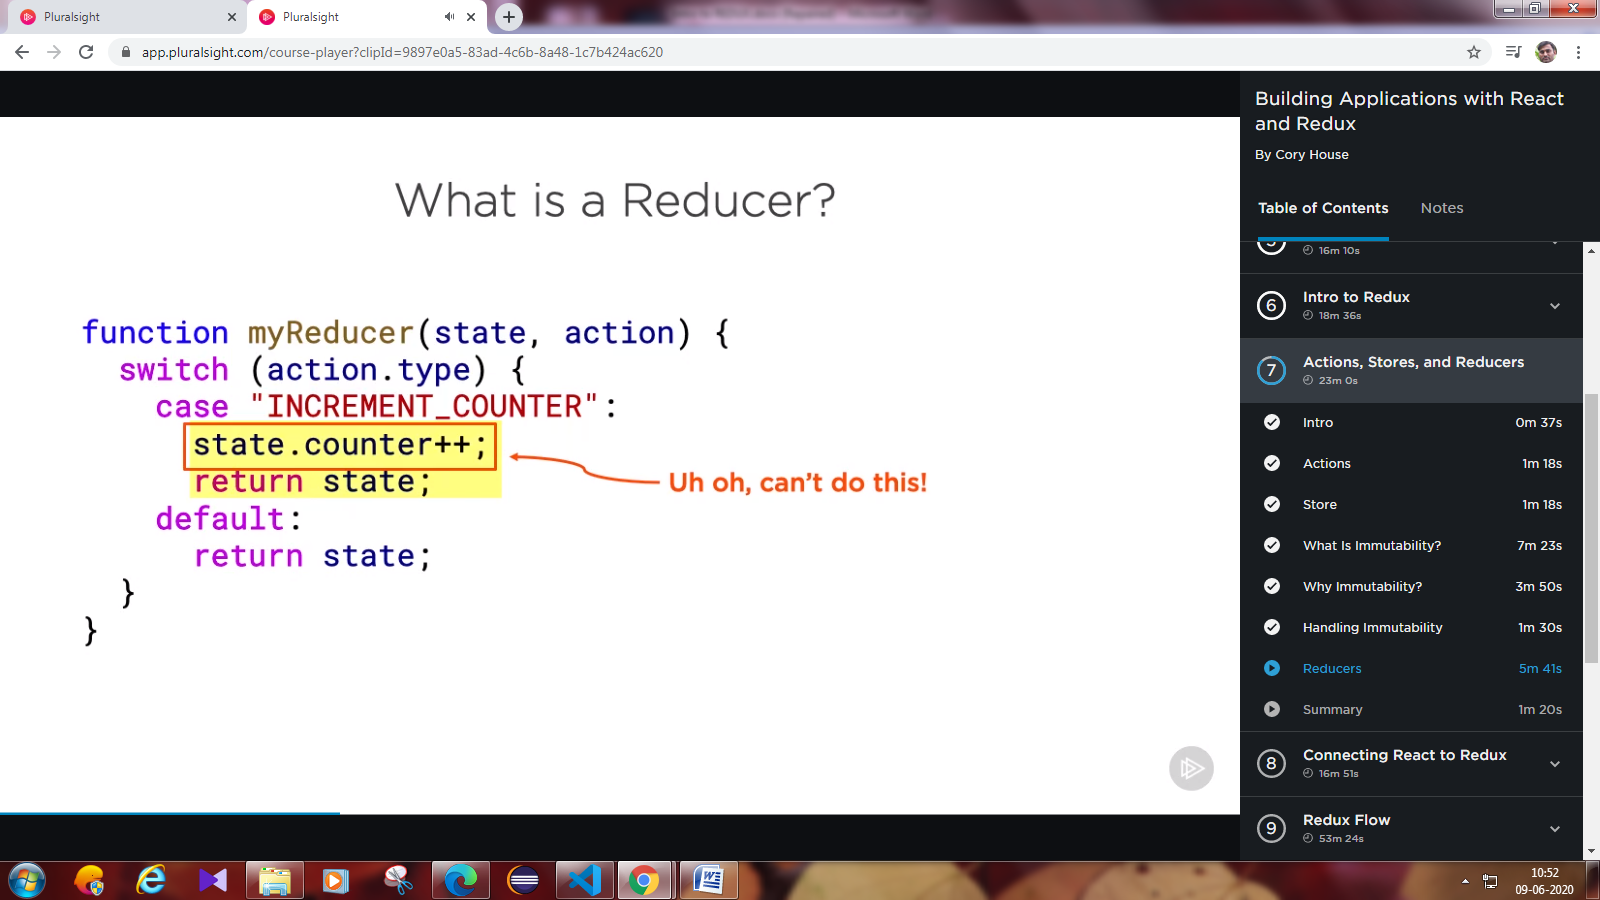 Pluralsight
Pluralsight
app.pluralsight.com/course-player?clipId=9897e0a5-83ad-4c6b-8a48-1c7b424ac620
What is a Reducer?
function myReducer(state, action) {
switch (action.type) {
case "INCREMENT_COUNTER":
state.counter++;
return state;
Uh oh, can't do this!
default:
return state;
}
}
Building Applications with React
and Redux
By Cory House
Table of Contents
Notes
16m 10s
6
Intro to Redux
18m 36s
7
Actions, Stores, and Reducers
23m 0s
Intro 0m 37s
Actions 1m 18s
Store 1m 18s
What Is Immutability? 7m 23s
Why Immutability? 3m 50s
Handling Immutability 1m 30s
Reducers 5m 41s
Summary 1m 20s
8
Connecting React to Redux
16m 51s
9
Redux Flow
53m 24s
10:52
09-06-2020